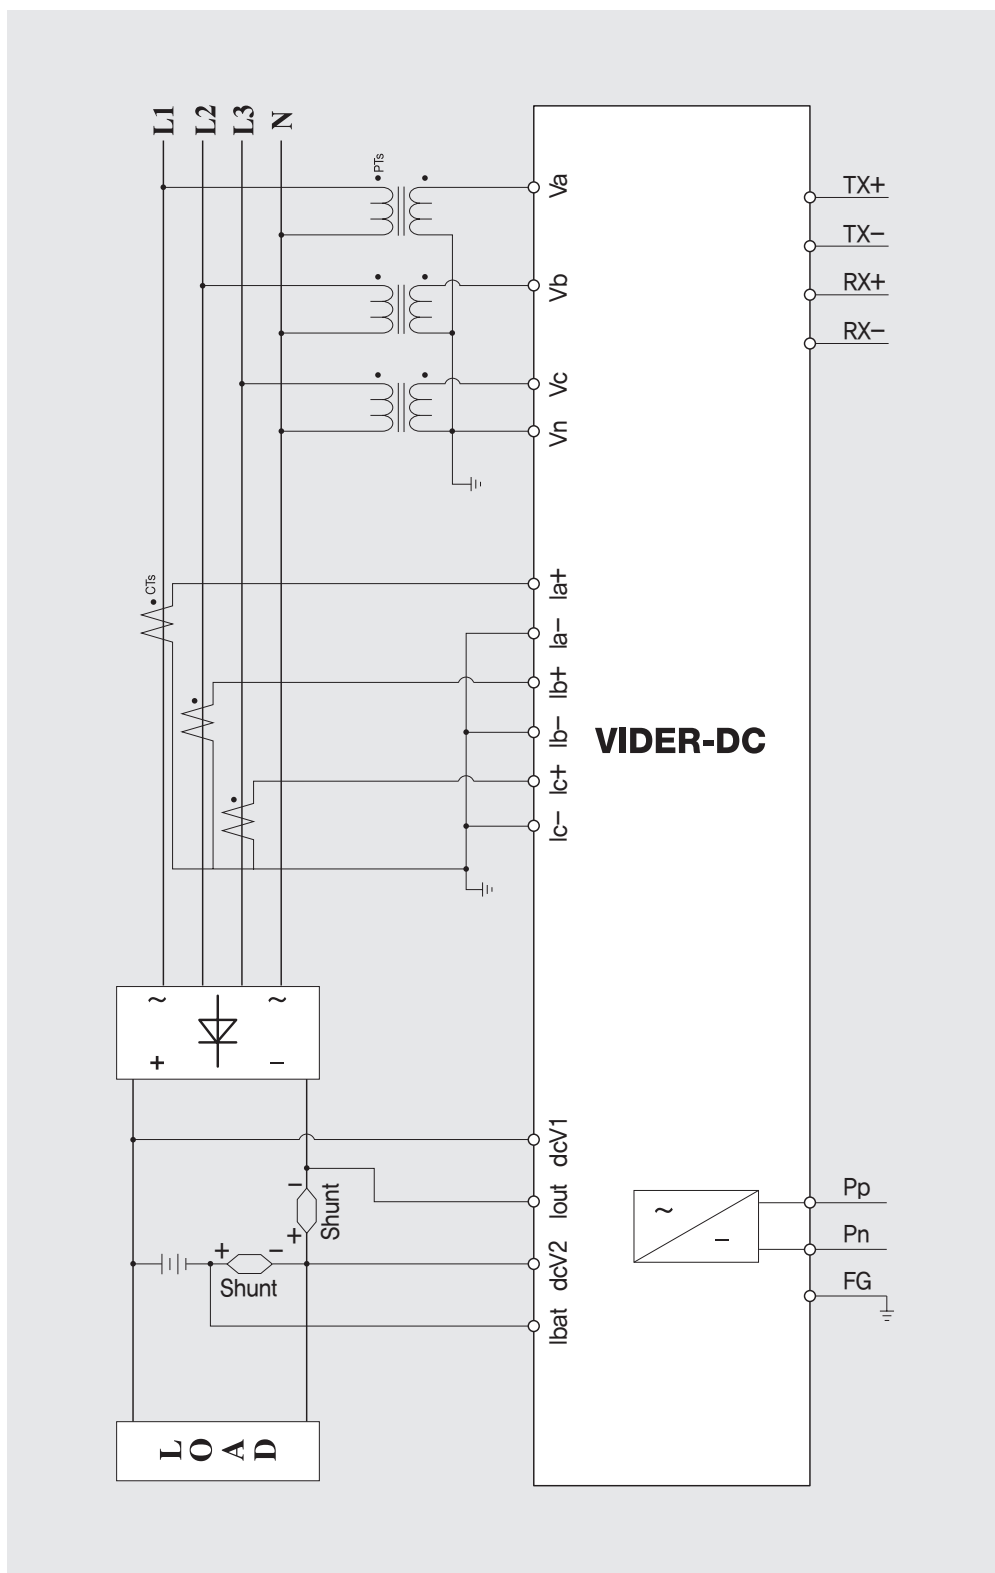 L1
L2
L3
N
PTs
Va
Vb
Vc
Vn
TX+
TX−
RX+
RX−
CTs
Ia+
Ia−
Ib+
Ib−
Ic+
Ic−
VIDER-DC
~ ~
+ −
dcV1
Iout
dcV2
Ibat
− + Shunt
+ − Shunt
~ −
Pp
Pn
FG
LOAD